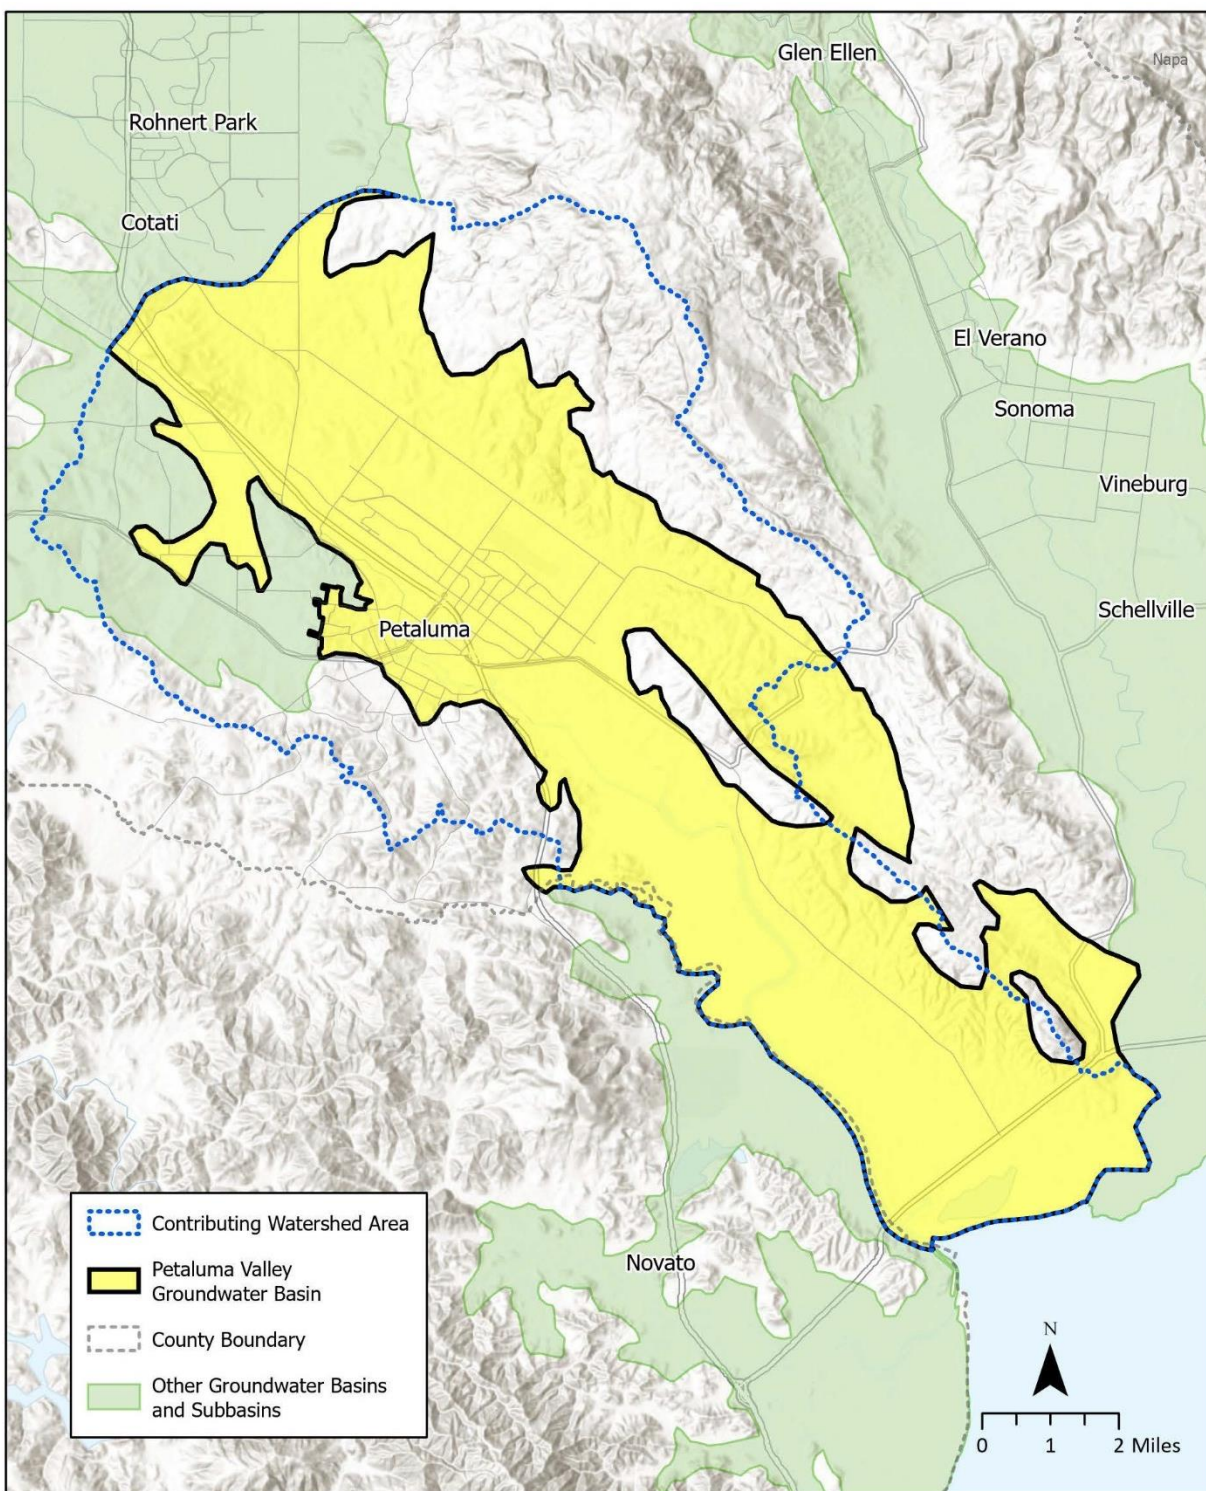 Glen Ellen
Napa
Rohnert Park
Cotati
El Verano
Sonoma
Vineburg
Schellville
Petaluma
Novato
Contributing Watershed Area
Petaluma Valley
Groundwater Basin
County Boundary
Other Groundwater Basins
and Subbasins
N
0 1 2 Miles